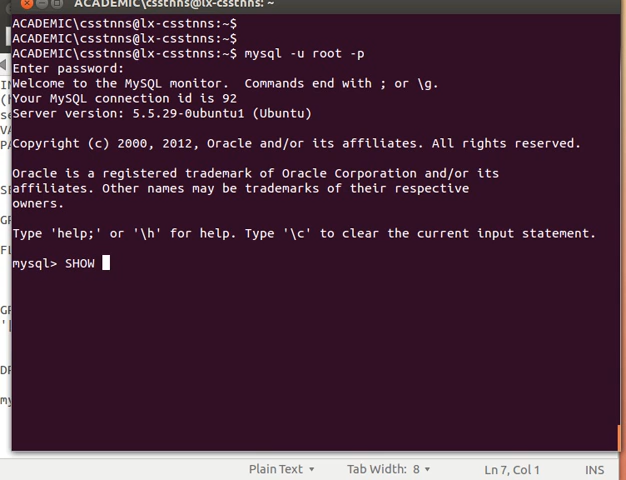 ACADEMIC\csstnns@lx-csstnns: ~
ACADEMIC\csstnns@lx-csstnns:~$
ACADEMIC\csstnns@lx-csstnns:~$
ACADEMIC\csstnns@lx-csstnns:~$ mysql -u root -p
Enter password:
Welcome to the MySQL monitor.  Commands end with ; or \g.
Your MySQL connection id is 92
Server version: 5.5.29-0ubuntu1 (Ubuntu)
Copyright (c) 2000, 2012, Oracle and/or its affiliates. All rights reserved.
Oracle is a registered trademark of Oracle Corporation and/or its
affiliates. Other names may be trademarks of their respective
owners.
Type 'help;' or '\h' for help. Type '\c' to clear the current input statement.
mysql> SHOW
Plain Text Tab Width: 8 Ln 7, Col 1 INS